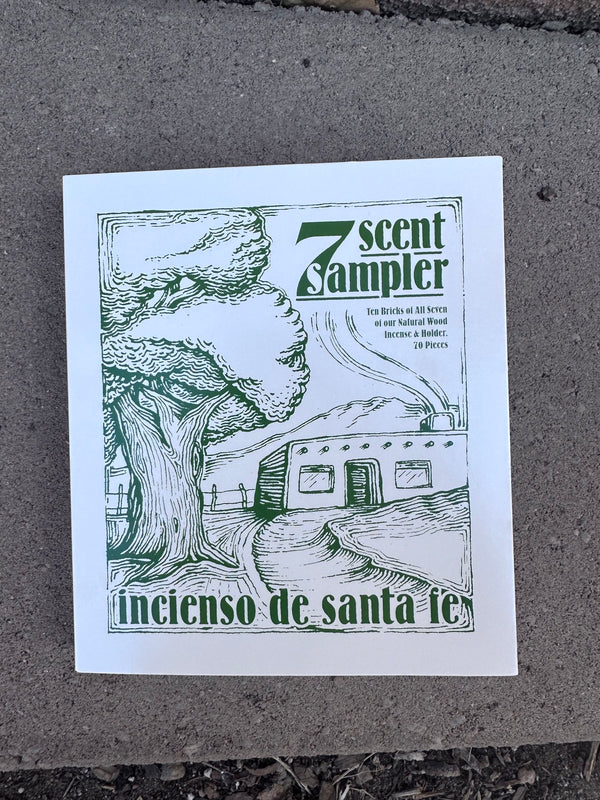 7 scent
sampler
Ten Bricks of All Seven
of our Natural Wood
Incense & Holder.
70 Pieces
incienso de santa fe